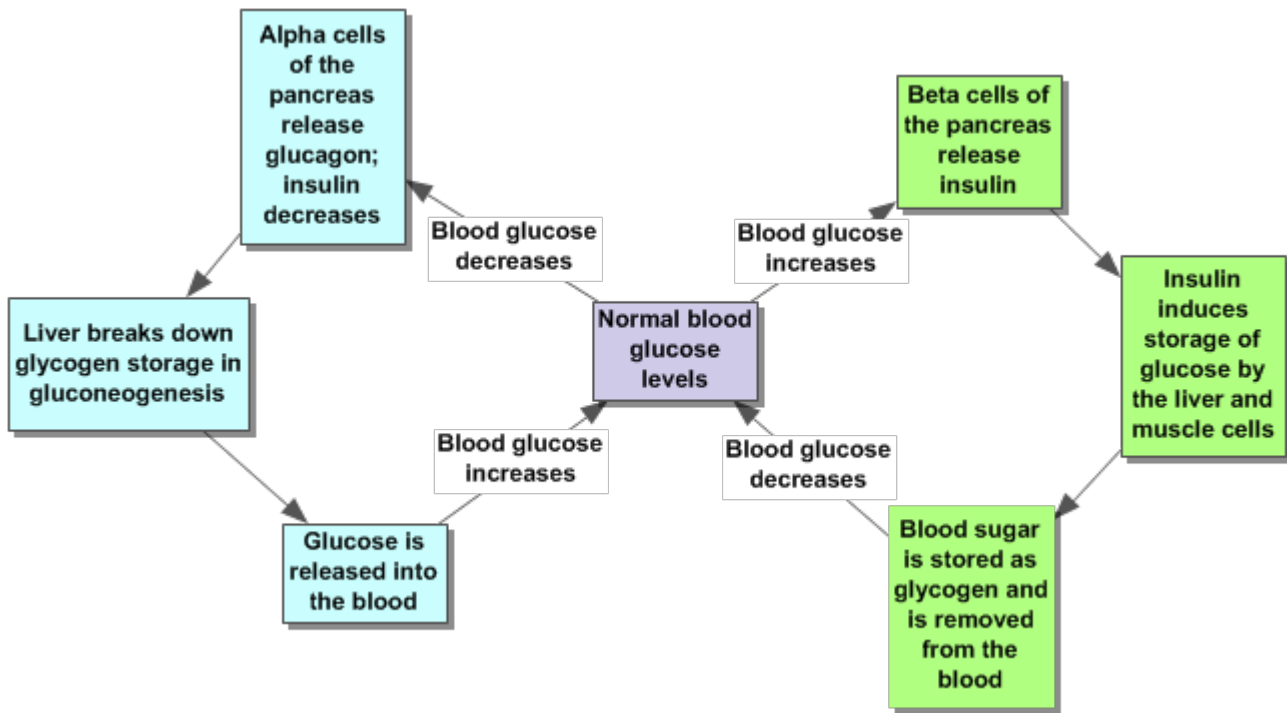 Alpha cells
of the
pancreas
release
glucagon;
insulin
decreases
Blood glucose
decreases
Liver breaks down
glycogen storage in
gluconeogenesis
Glucose is
released into
the blood
Blood glucose
increases
Normal blood
glucose
levels
Blood glucose
increases
Beta cells of
the pancreas
release
insulin
Insulin
induces
storage of
glucose by
the liver and
muscle cells
Blood sugar
is stored as
glycogen and
is removed
from the
blood
Blood glucose
decreases